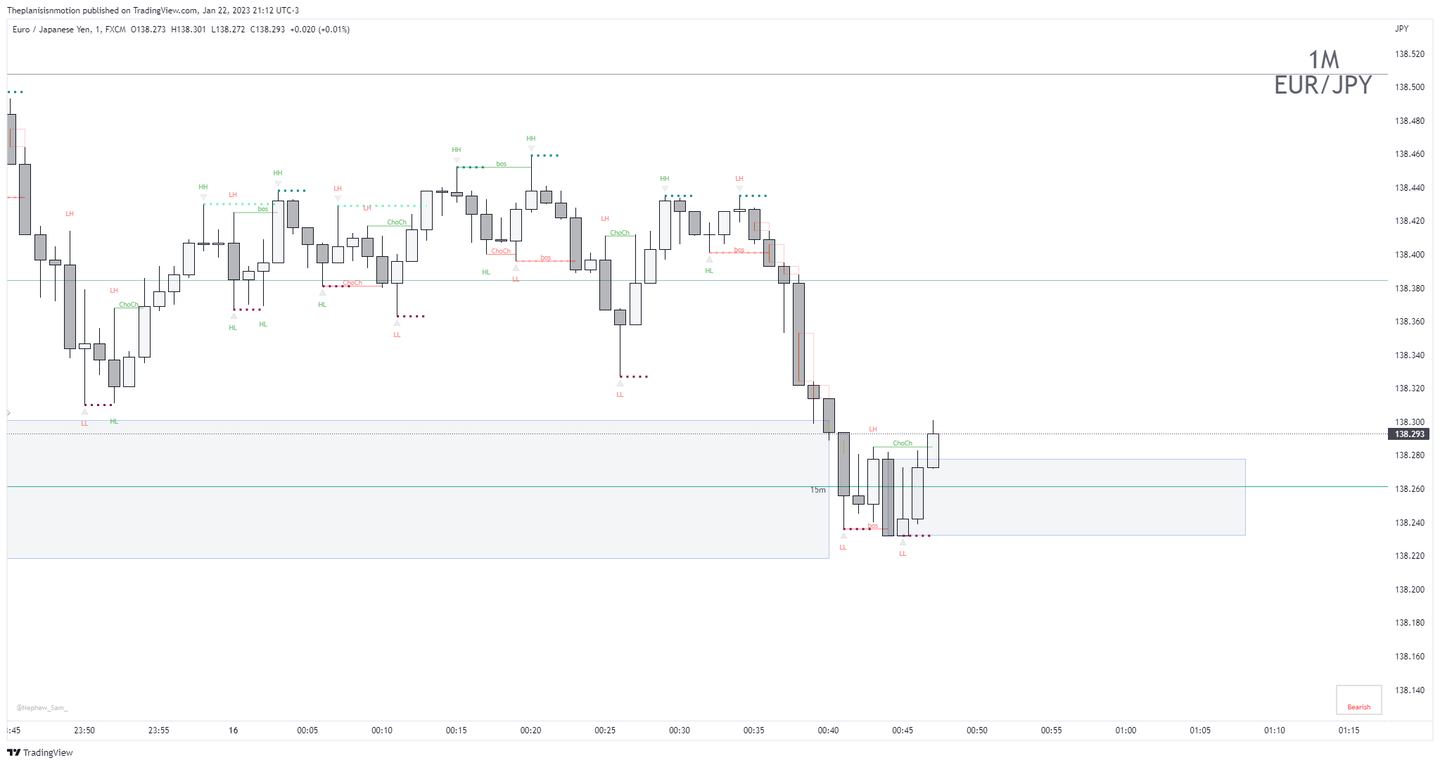 Theplanisisnmotion published on TradingView.com, Jan 22, 2023 21:12 UTC-3
Euro / Japanese Yen, 1, FXCM O138.273 H138.301 L138.272 C138.293 +0.020 (+0.01%)
JPY
1M
EUR/JPY
138.520
138.500
138.480
138.460
138.440
138.420
138.400
138.380
138.360
138.340
138.320
138.300
138.293
138.280
138.260
138.240
138.220
138.200
138.180
138.160
138.140
HH
HH
bos
HH
HH
LH
HH
LH
LH
LH
bos
LH
LH
ChoCh
LH
ChoCh
ChoCh
bos
bos
HL
HL
LL
LH
ChoCh
ChoCh
HL
HL
HL
LL
LL
LL
HL
LH
ChoCh
15m
bos
LL
LL
@Nephew_Sam_
Bearish
:45 23:50 23:55 16 00:05 00:10 00:15 00:20 00:25 00:30 00:35 00:40 00:45 00:50 00:55 01:00 01:05 01:10 01:15
TradingView